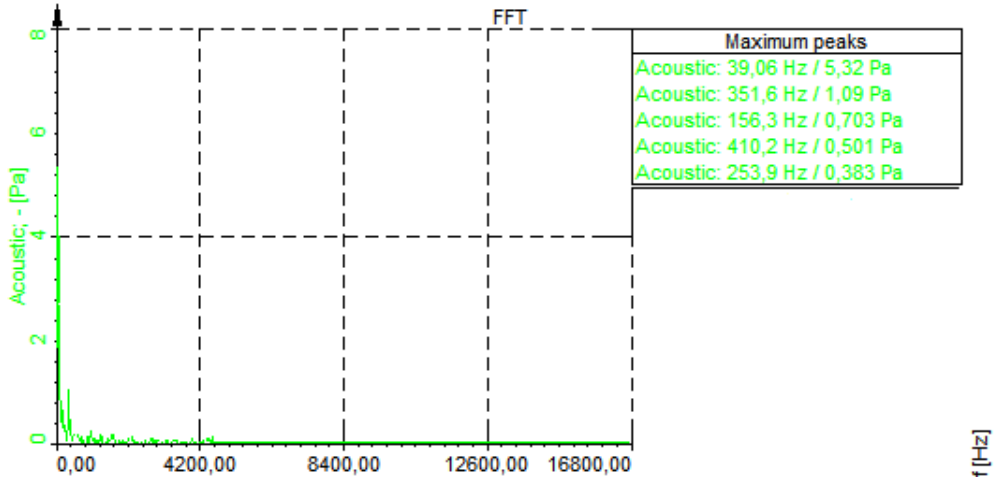 FFT
Maximum peaks
Acoustic: 39,06 Hz / 5,32 Pa
Acoustic: 351,6 Hz / 1,09 Pa
Acoustic: 156,3 Hz / 0,703 Pa
Acoustic: 410,2 Hz / 0,501 Pa
Acoustic: 253,9 Hz / 0,383 Pa
Acoustic; - [Pa]
8
6
4
2
0
0,00 4200,00 8400,00 12600,00 16800,00
f [Hz]